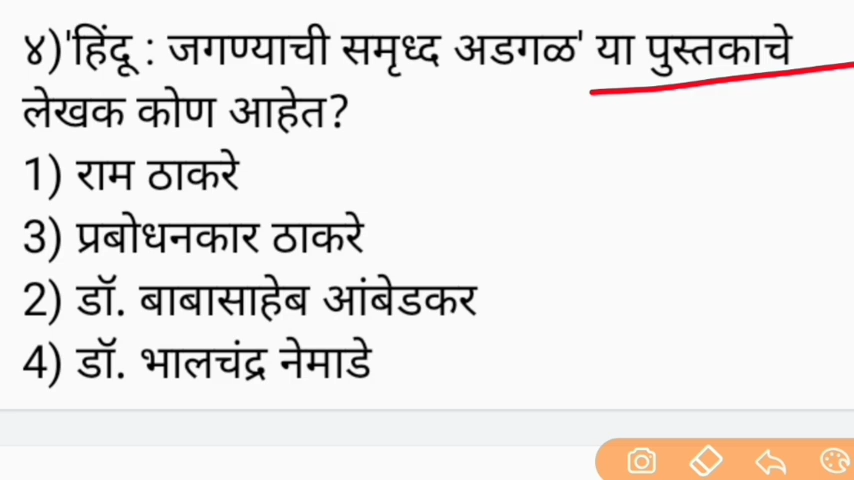 ४)'हिंदू : जगण्याची समृध्द अडगळ' या पुस्तकाचे
लेखक कोण आहेत?
1) राम ठाकरे
3) प्रबोधनकार ठाकरे
2) डॉ. बाबासाहेब आंबेडकर
4) डॉ. भालचंद्र नेमाडे